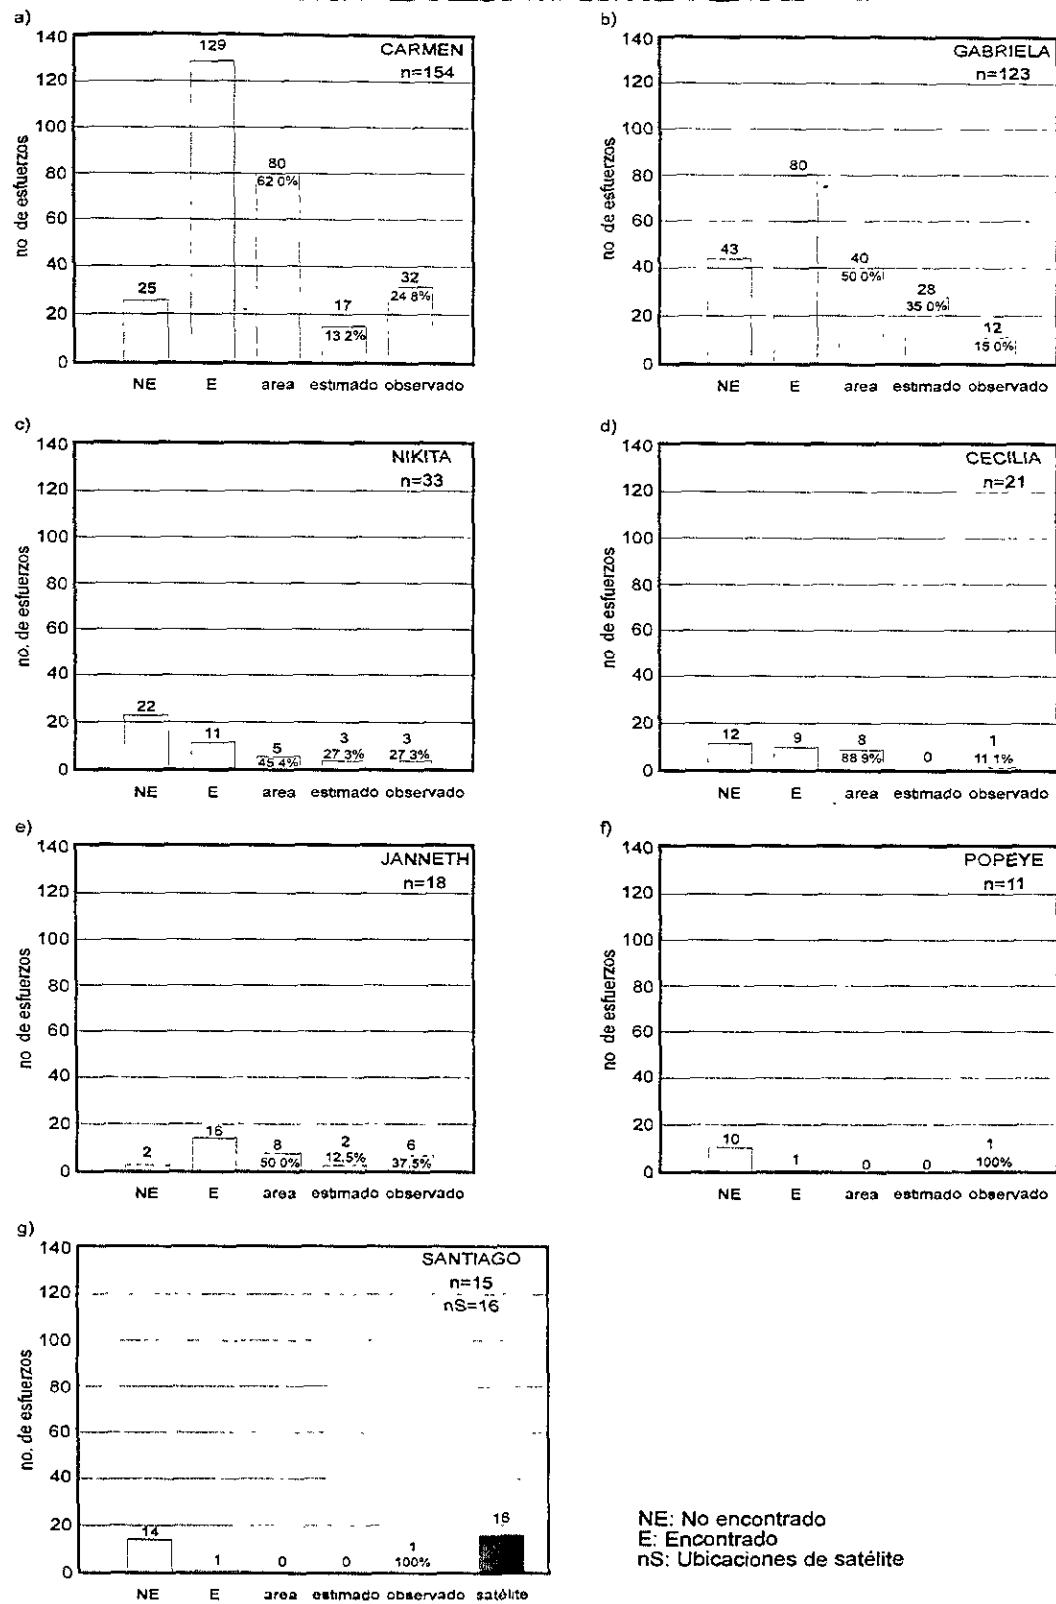 a)
CARMEN
n=154
no de esfuerzos
140
120
100
80
60
40
20
0
25
129
80
62 0%
17
13.2%
32
24 8%
NE E area estimado observado
b)
GABRIELA
n=123
no de esfuerzos
140
120
100
80
60
40
20
0
43
80
40
50 0%
28
35 0%
12
15 0%
NE E area estimado observado
c)
NIKITA
n=33
no. de esfuerzos
140
120
100
80
60
40
20
0
22
11
5
45.4%
3
27.3%
3
27.3%
NE E area estimado observado
d)
CECILIA
n=21
no de esfuerzos
140
120
100
80
60
40
20
0
12
9
8
88 9%
0
1
11.1%
NE E area estimado observado
e)
JANNETH
n=18
no de esfuerzos
140
120
100
80
60
40
20
0
2
16
8
50 0%
2
12.5%
6
37.5%
NE E area estimado observado
f)
POPEYE
n=11
no de esfuerzos
140
120
100
80
60
40
20
0
10
1
0
0
1
100%
NE E area estimado observado
g)
SANTIAGO
n=15
nS=16
no. de esfuerzos
140
120
100
80
60
40
20
0
14
1
0
0
1
100%
16
NE E area estimado observado satélite
NE: No encontrado
E: Encontrado
nS: Ubicaciones de satélite